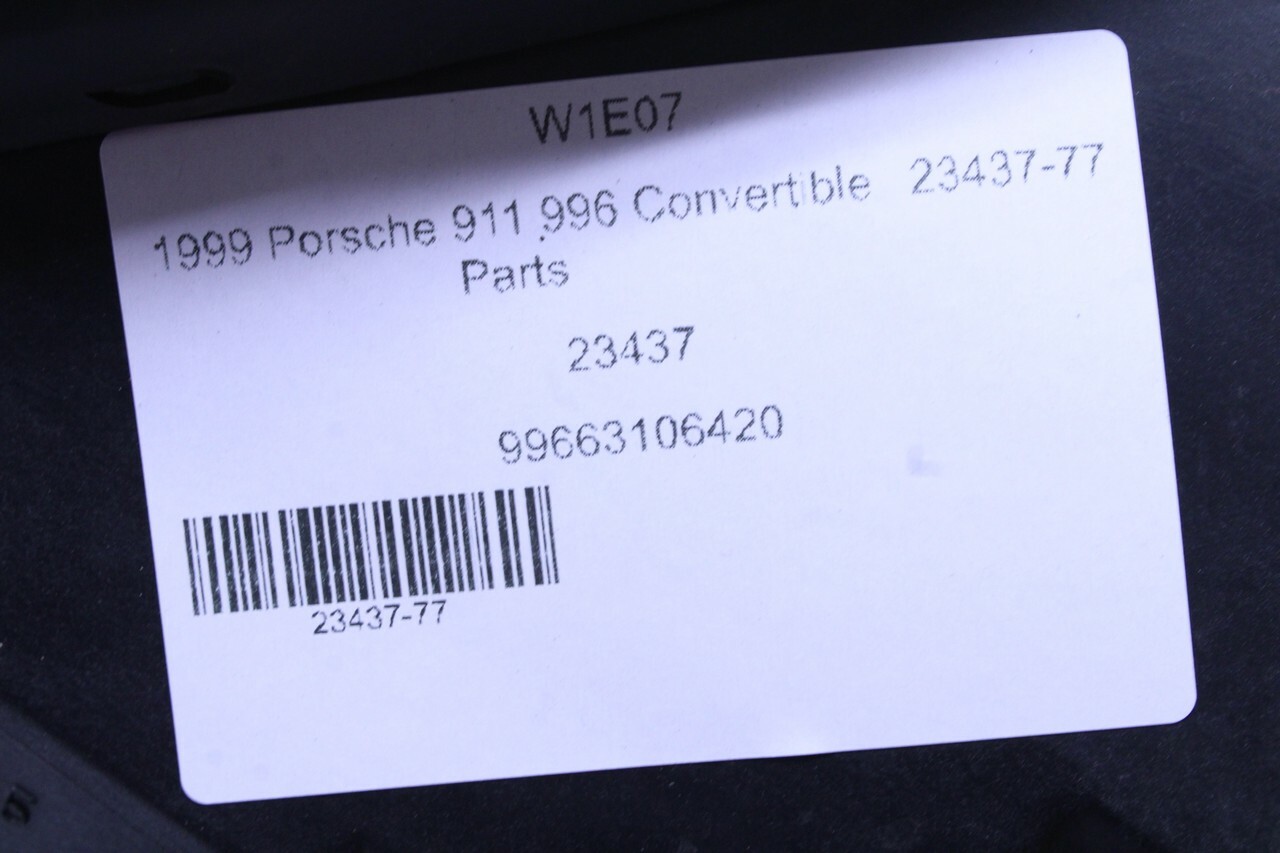 W1E07
1999 Porsche 911 996 Convertible 23437-77
Parts
23437
99663106420
23437-77